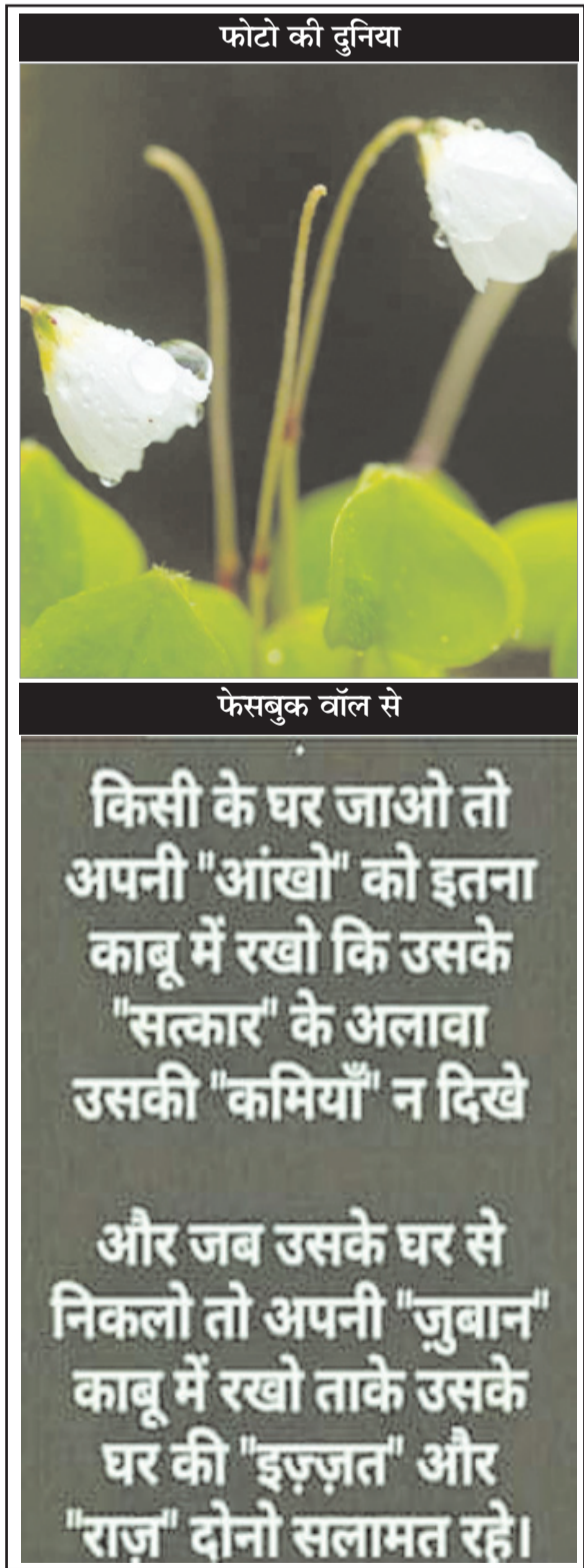 फोटो की दुनिया
फेसबुक वॉल से
किसी के घर जाओ तो
अपनी "आंखो" को इतना
काबू में रखो कि उसके
"सत्कार" के अलावा
उसकी "कमियाँ" न दिखे
और जब उसके घर से
निकलो तो अपनी "ज़ुबान"
काबू में रखो ताके उसके
घर की "इज़्ज़त" और
"राज़" दोनो सलामत रहे।